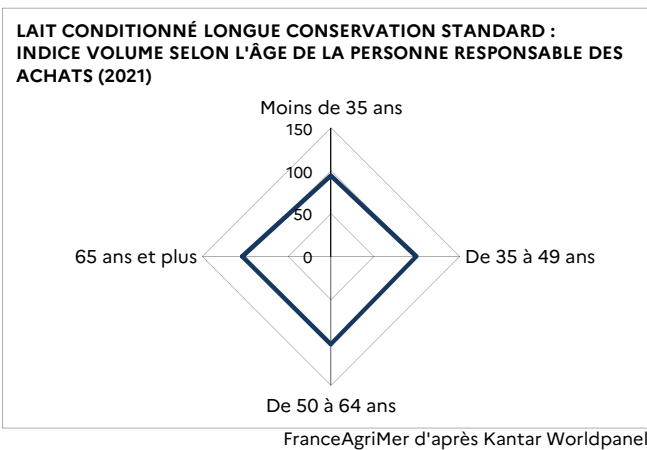 LAIT CONDITIONNÉ LONGUE CONSERVATION STANDARD :
INDICE VOLUME SELON L'ÂGE DE LA PERSONNE RESPONSABLE DES
ACHATS (2021)
Moins de 35 ans
150
100
50
0
65 ans et plus
De 35 à 49 ans
De 50 à 64 ans
FranceAgriMer d'après Kantar Worldpanel